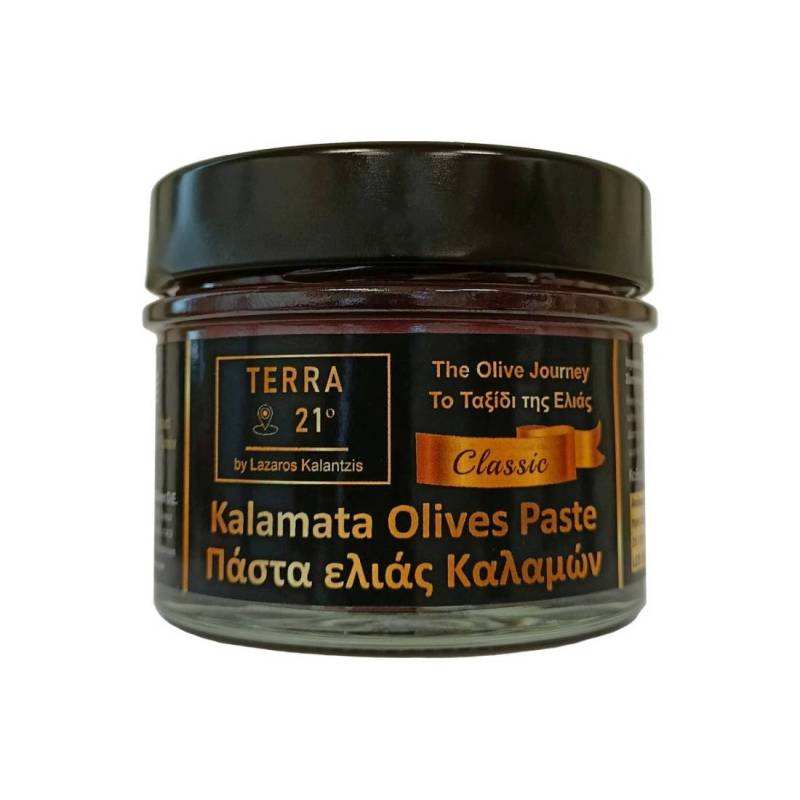 TERRA
21°
by Lazaros Kalantzis
The Olive Journey
Το Ταξίδι της Ελιάς
Classic
Kalamata Olives Paste
Πάστα ελιάς Καλαμών